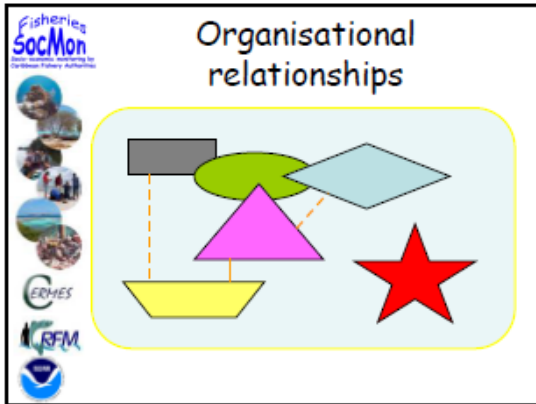 Fisheries
SocMon
Socio-economic monitoring by
Caribbean Fishery Authorities
Organisational
relationships
CERMES
CRFM